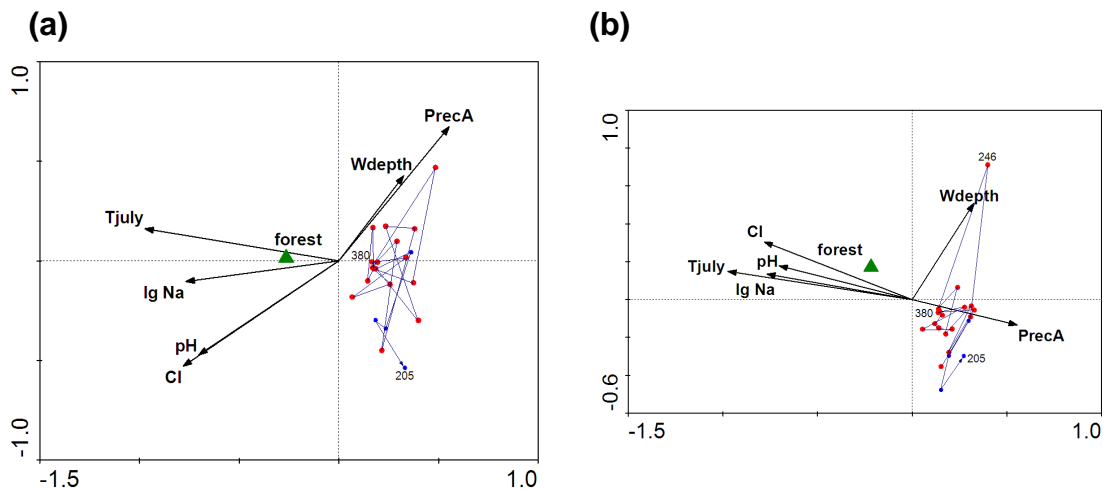 (a)
1.0
PrecA
Wdepth
Tjuly
forest
380
lg Na
pH
Cl
205
-1.0
-1.5
1.0
(b)
1.0
246
Wdepth
Cl
forest
pH
Tjuly
lg Na
380
PrecA
205
-0.6
-1.5
1.0